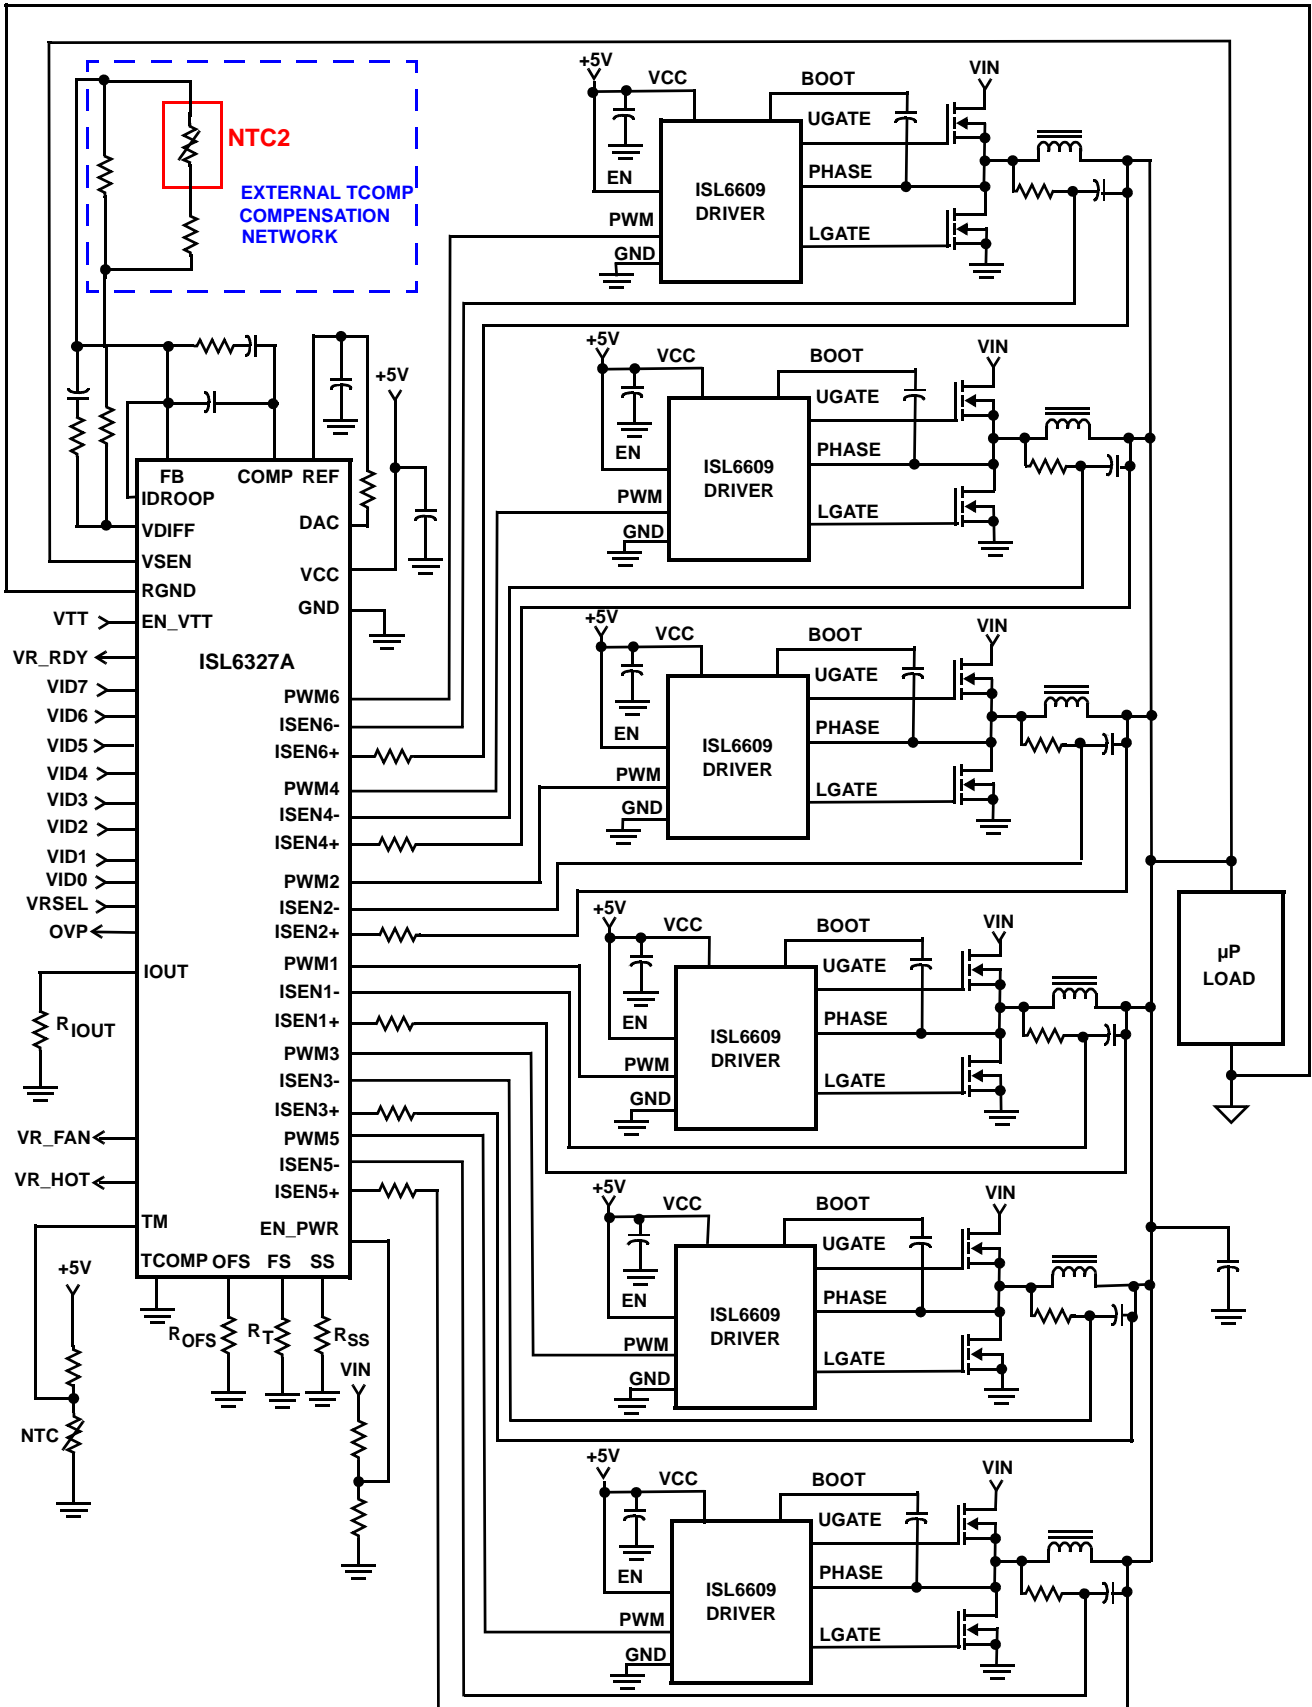 NTC2
EXTERNAL TCOMP
COMPENSATION
NETWORK
+5V
VCC
BOOT
VIN
UGATE
EN
PHASE
ISL6609
DRIVER
PWM
LGATE
GND
+5V
VCC
BOOT
VIN
UGATE
EN
PHASE
ISL6609
DRIVER
PWM
LGATE
GND
+5V
VCC
BOOT
VIN
UGATE
EN
PHASE
ISL6609
DRIVER
PWM
LGATE
GND
+5V
VCC
BOOT
VIN
UGATE
EN
PHASE
ISL6609
DRIVER
PWM
LGATE
GND
+5V
VCC
BOOT
VIN
UGATE
EN
PHASE
ISL6609
DRIVER
PWM
LGATE
GND
+5V
VCC
BOOT
VIN
UGATE
EN
PHASE
ISL6609
DRIVER
PWM
LGATE
GND
+5V
FB
COMP
REF
IDROOP
VDIFF
DAC
VSEN
VCC
RGND
GND
VTT
EN_VTT
VR_RDY
ISL6327A
VID7
VID6
VID5
VID4
VID3
VID2
VID1
VID0
VRSEL
OVP
IOUT
RIOUT
VR_FAN
VR_HOT
TM
PWM6
ISEN6-
ISEN6+
PWM4
ISEN4-
ISEN4+
PWM2
ISEN2-
ISEN2+
PWM1
ISEN1-
ISEN1+
PWM3
ISEN3-
ISEN3+
PWM5
ISEN5-
ISEN5+
EN_PWR
TCOMP
OFS
FS
SS
+5V
NTC
ROFS
RT
RSS
VIN
µP
LOAD